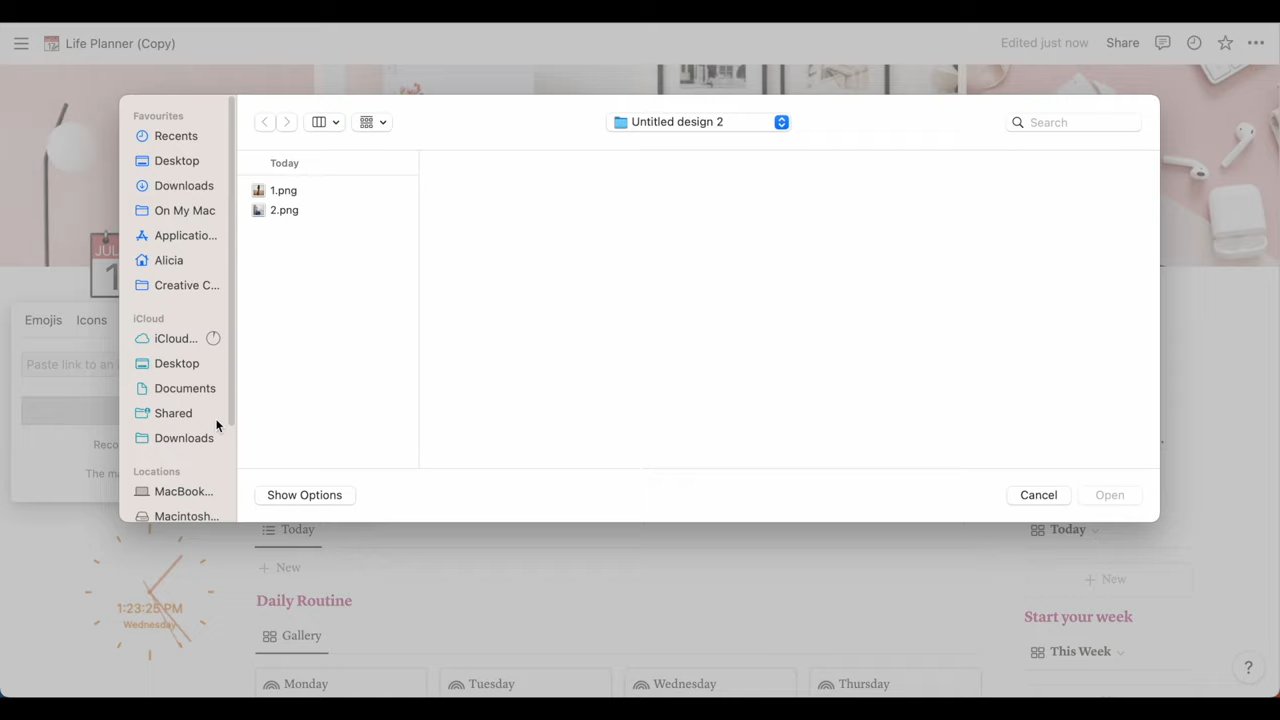 Life Planner (Copy)
Edited just now
Share
Favourites
Recents
Desktop
Downloads
On My Mac
Applicatio...
Alicia
Creative C...
iCloud
iCloud...
Desktop
Documents
Shared
Downloads
Locations
MacBook...
Macintosh...
Untitled design 2
Search
Today
1.png
2.png
Show Options
Cancel
Open
JUL
1
Emojis
Icons
Paste link to an i
Reco
The ma
1:23:25 PM
Wednesday
Today
+ New
Daily Routine
Gallery
Monday
Tuesday
Wednesday
Thursday
Today
+ New
Start your week
This Week
?